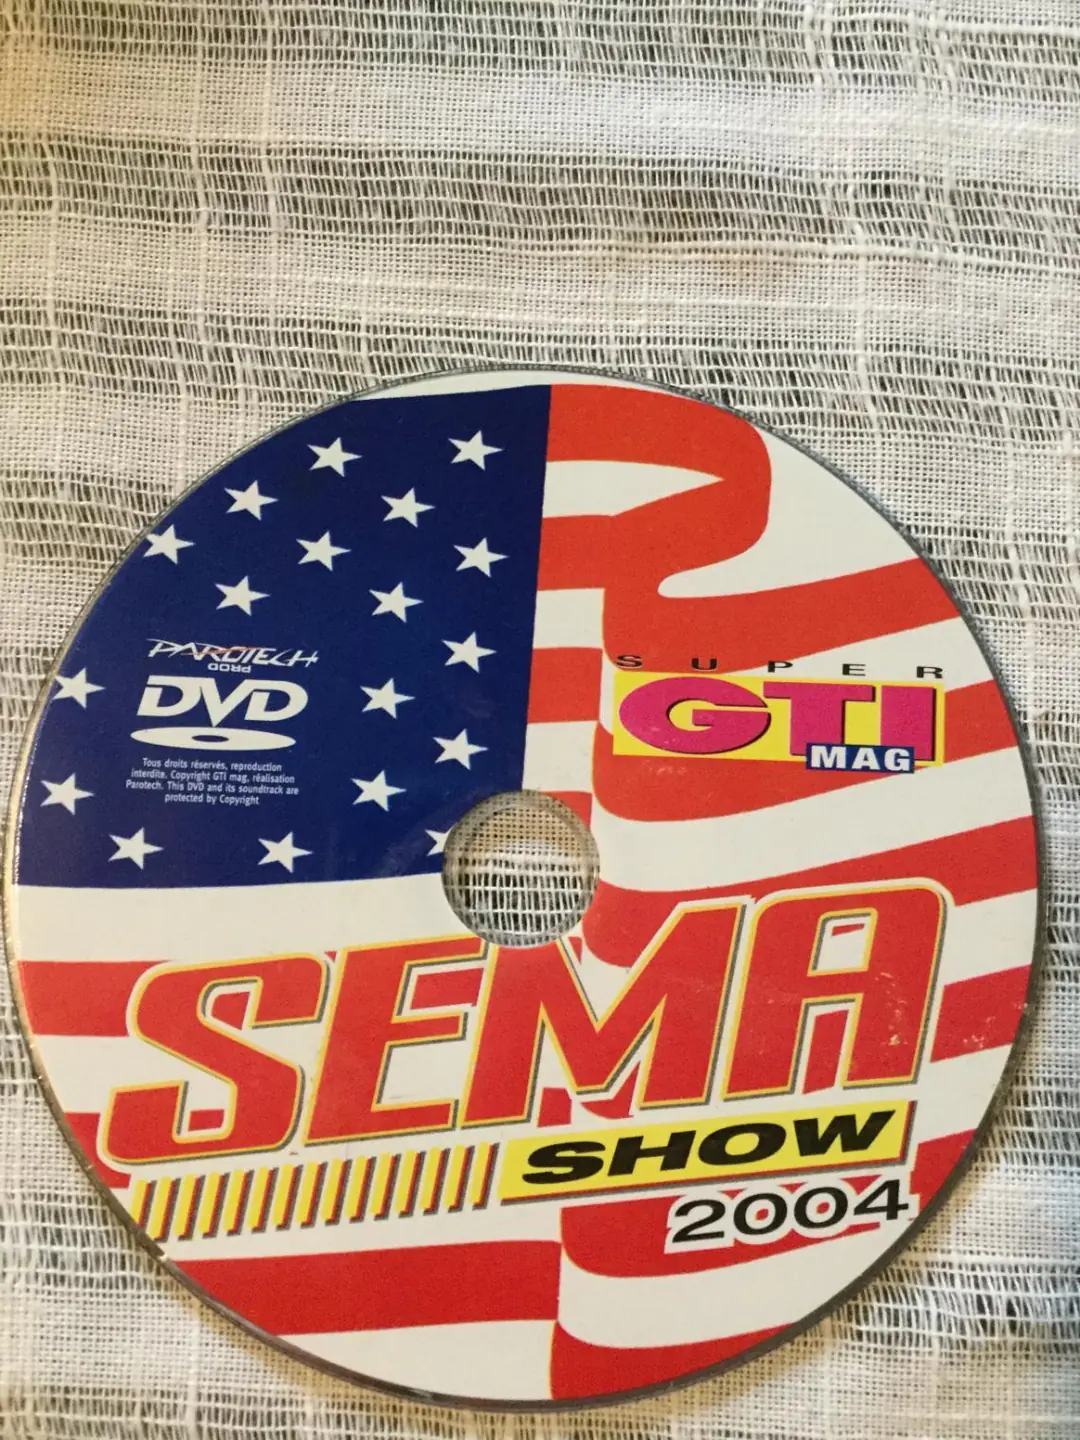 PAROTECH
PROD
DVD
Tous droits réservés, reproduction
interdite. Copyright GTI mag, réalisation
Parotech. This DVD and its soundtrack are
protected by Copyright
SUPER
GTI
MAG
SEMA
SHOW
2004